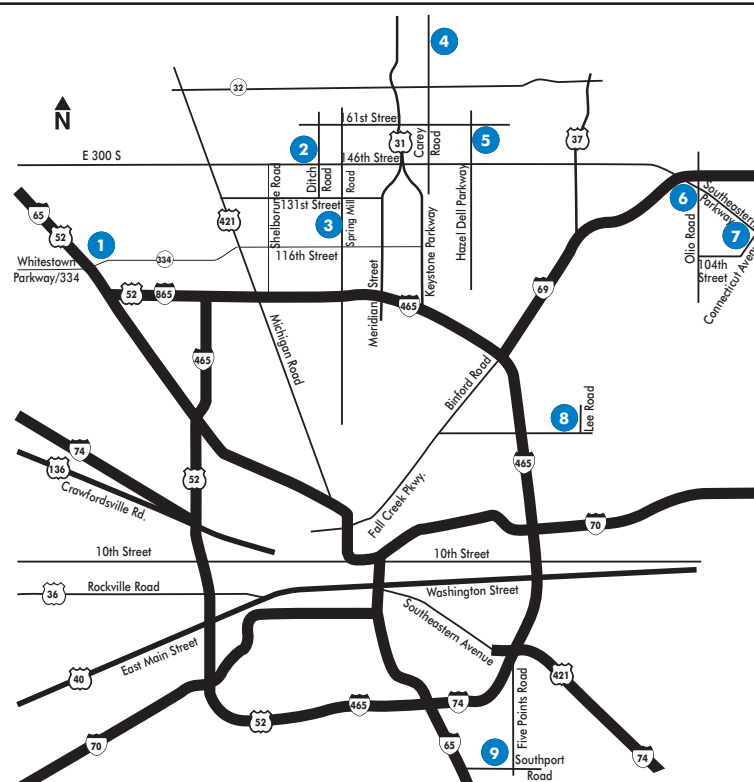 4
32
N
161st Street
31
Carey
Raod
5
37
2
E 300 S
146th Street
Ditch
Road
Shelborune Road
Spring Mill Road
Hazel Dell Parkway
6
Southeastern
Parkway
65
131st Street
421
3
52
1
7
334
116th Street
Whitestown
Parkway/334
Meridian Street
Keystone Parkway
Olio Road
104th
Street
Connecticut Avenue
52
865
465
69
Michigan Road
465
Binford Road
8
Lee Road
74
136
52
465
Crawfordsville Rd.
Fall Creek Pkwy.
70
10th Street
10th Street
36
Rockville Road
Washington Street
Southeastern Avenue
East Main Street
40
421
465
74
52
Five Points Road
70
65
9
74
Southport
Road